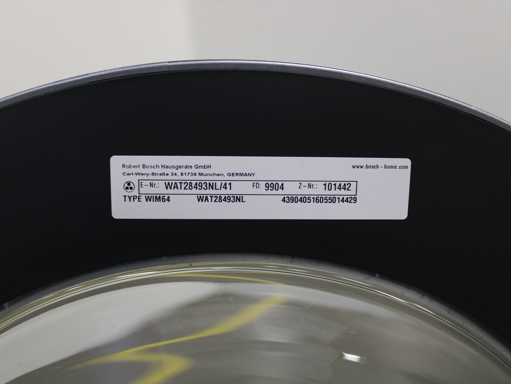 Robert Bosch Hausgeräte GmbH www.bosch-home.com
Carl-Wery-Straße 34, 81739 München, GERMANY
E-Nr.: WAT28493NL/41 FD: 9904 Z-Nr.: 101442
TYPE WIM64 WAT28493NL 439040516055014429